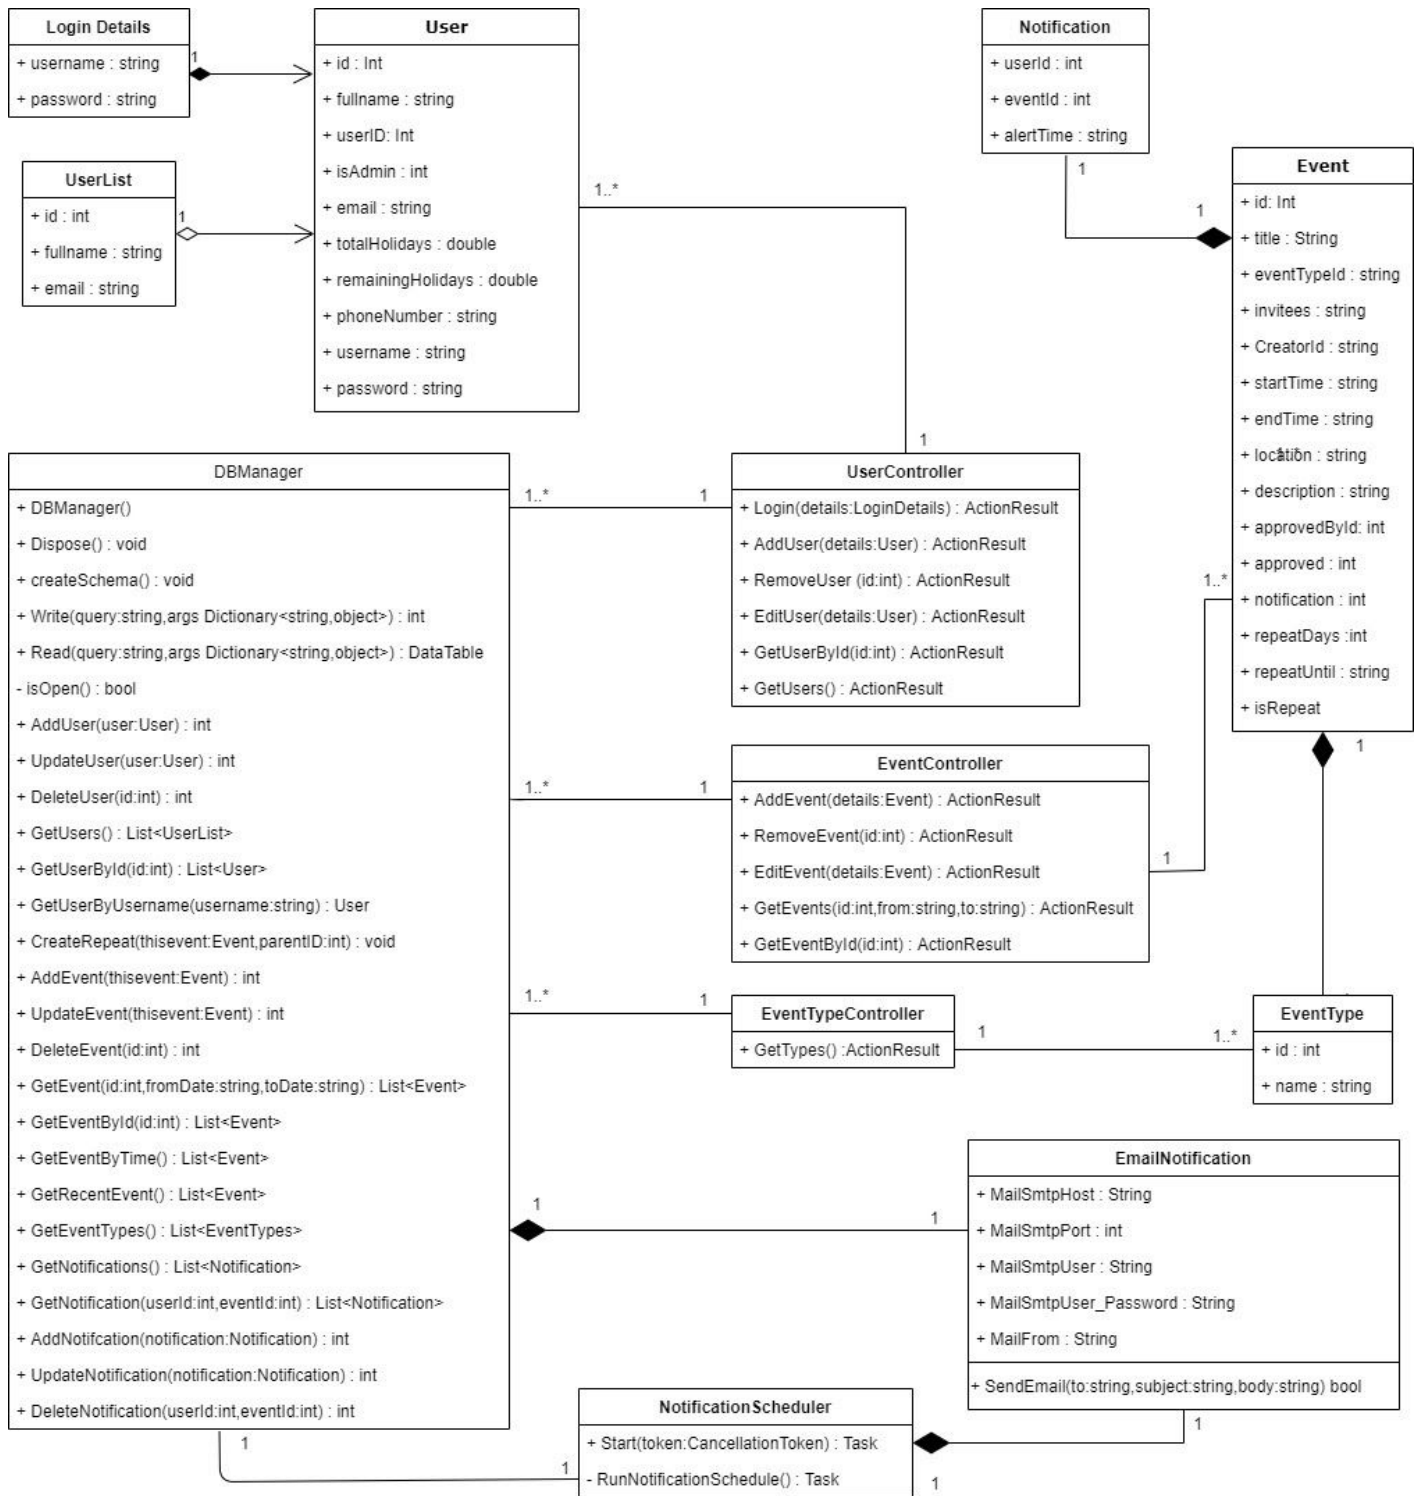 Login Details
+ username : string
+ password : string
1
UserList
+ id : int
+ fullname : string
+ email : string
1
User
+ id : Int
+ fullname : string
+ userID: Int
+ isAdmin : int
+ email : string
+ totalHolidays : double
+ remainingHolidays : double
+ phoneNumber : string
+ username : string
+ password : string
1..*
1
Notification
+ userId : int
+ eventId : int
+ alertTime : string
1
1
Event
+ id: Int
+ title : String
+ eventTypeId : string
+ invitees : string
+ CreatorId : string
+ startTime : string
+ endTime : string
+ location : string
+ description : string
+ approvedById: int
+ approved : int
+ notification : int
+ repeatDays :int
+ repeatUntil : string
+ isRepeat
1..*
1
DBManager
+ DBManager()
+ Dispose() : void
+ createSchema() : void
+ Write(query:string,args Dictionary<string,object>) : int
+ Read(query:string,args Dictionary<string,object>) : DataTable
- isOpen() : bool
+ AddUser(user:User) : int
+ UpdateUser(user:User) : int
+ DeleteUser(id:int) : int
+ GetUsers() : List<UserList>
+ GetUserById(id:int) : List<User>
+ GetUserByUsername(username:string) : User
+ CreateRepeat(thisevent:Event,parentID:int) : void
+ AddEvent(thisevent:Event) : int
+ UpdateEvent(thisevent:Event) : int
+ DeleteEvent(id:int) : int
+ GetEvent(id:int,fromDate:string,toDate:string) : List<Event>
+ GetEventById(id:int) : List<Event>
+ GetEventByTime() : List<Event>
+ GetRecentEvent() : List<Event>
+ GetEventTypes() : List<EventTypes>
+ GetNotifications() : List<Notification>
+ GetNotification(userId:int,eventId:int) : List<Notification>
+ AddNotifcation(notification:Notification) : int
+ UpdateNotification(notification:Notification) : int
+ DeleteNotification(userId:int,eventId:int) : int
1..* 1
UserController
+ Login(details:LoginDetails) : ActionResult
+ AddUser(details:User) : ActionResult
+ RemoveUser (id:int) : ActionResult
+ EditUser(details:User) : ActionResult
+ GetUserById(id:int) : ActionResult
+ GetUsers() : ActionResult
1..* 1
EventController
+ AddEvent(details:Event) : ActionResult
+ RemoveEvent(id:int) : ActionResult
+ EditEvent(details:Event) : ActionResult
+ GetEvents(id:int,from:string,to:string) : ActionResult
+ GetEventById(id:int) : ActionResult
1
1..* 1
EventTypeController
+ GetTypes() :ActionResult
1 1..*
EventType
+ id : int
+ name : string
1 1
EmailNotification
+ MailSmtpHost : String
+ MailSmtpPort : int
+ MailSmtpUser : String
+ MailSmtpUser_Password : String
+ MailFrom : String
+ SendEmail(to:string,subject:string,body:string) bool
1
NotificationScheduler
+ Start(token:CancellationToken) : Task
- RunNotificationSchedule() : Task
1 1
1